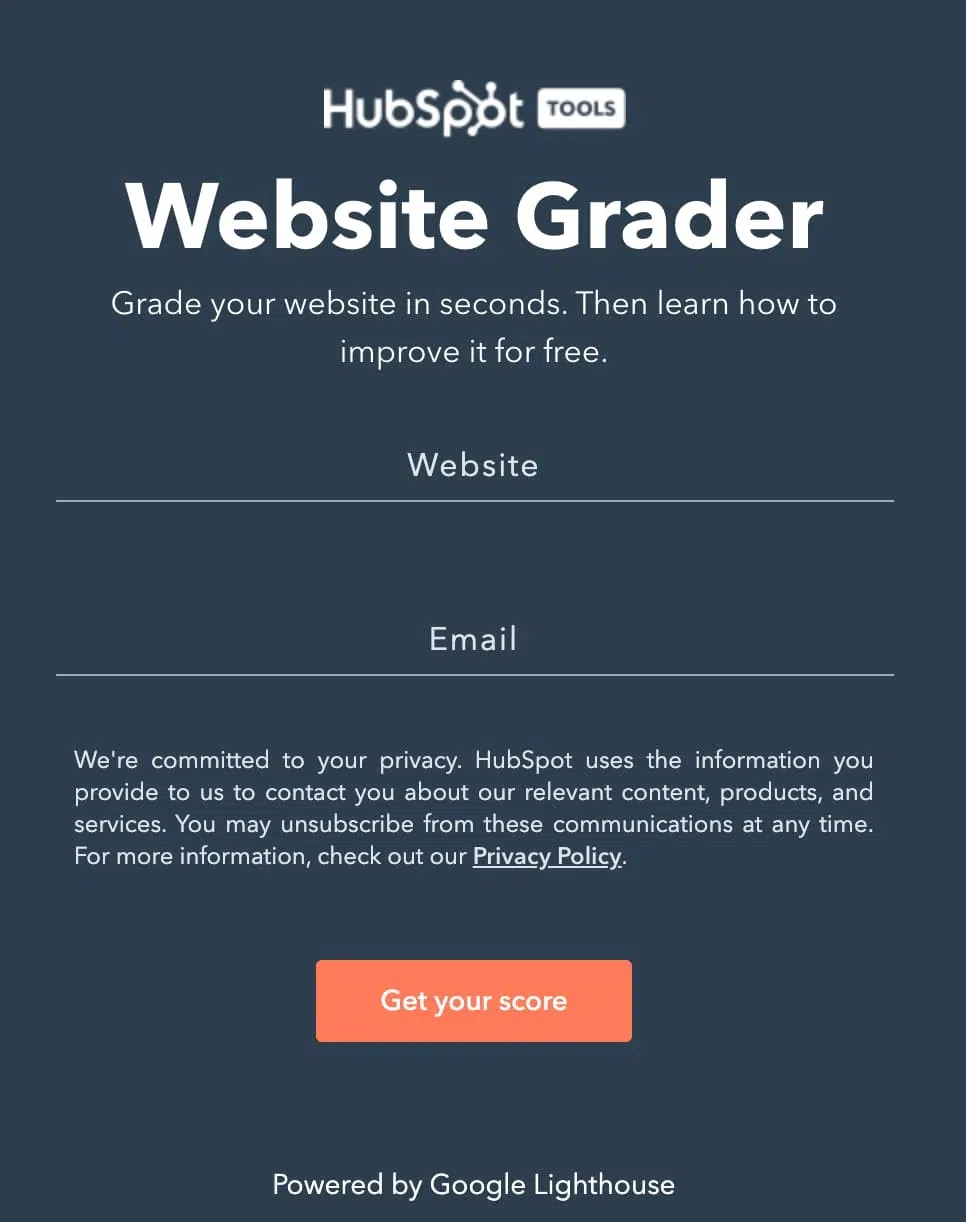 HubSpot TOOLS
Website Grader
Grade your website in seconds. Then learn how to
improve it for free.
Website
Email
We're committed to your privacy. HubSpot uses the information you
provide to us to contact you about our relevant content, products, and
services. You may unsubscribe from these communications at any time.
For more information, check out our Privacy Policy.
Get your score
Powered by Google Lighthouse